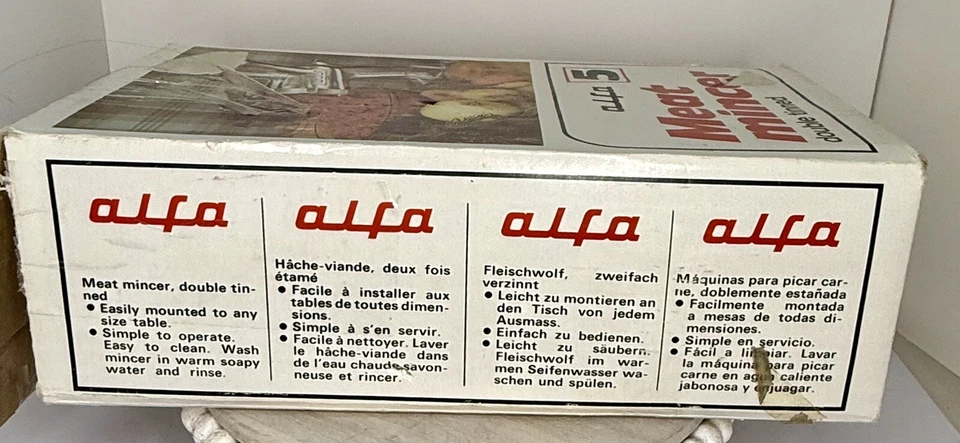 alfa 5
Meat
mincer
double tinned
alfa
Meat mincer, double tin-
ned
• Easily mounted to any
size table.
• Simple to operate.
Easy to clean. Wash
mincer in warm soapy
water and rinse.
alfa
Hâche-viande, deux fois
étamé
• Facile à installer aux
tables de toutes dimen-
sions.
• Simple à s'en servir.
• Facile à nettoyer. Laver
le hâche-viande dans
de l'eau chaude savon-
neuse et rincer.
alfa
Fleischwolf, zweifach
verzinnt
• Leicht zu montieren an
den Tisch von jedem
Ausmass.
• Einfach zu bedienen.
• Leicht zu säubern.
Fleischwolf in war-
men Seifenwasser wa-
schen und spülen.
alfa
Máquinas para picar car-
ne, dobemente estañada
• Facilmente montada
a mesas de todas di-
mensiones.
• Simple en servicio.
• Fácil a limpiar. Lavar
la máquina para picar
carne en agua caliente
jabonosa y enjuagar.